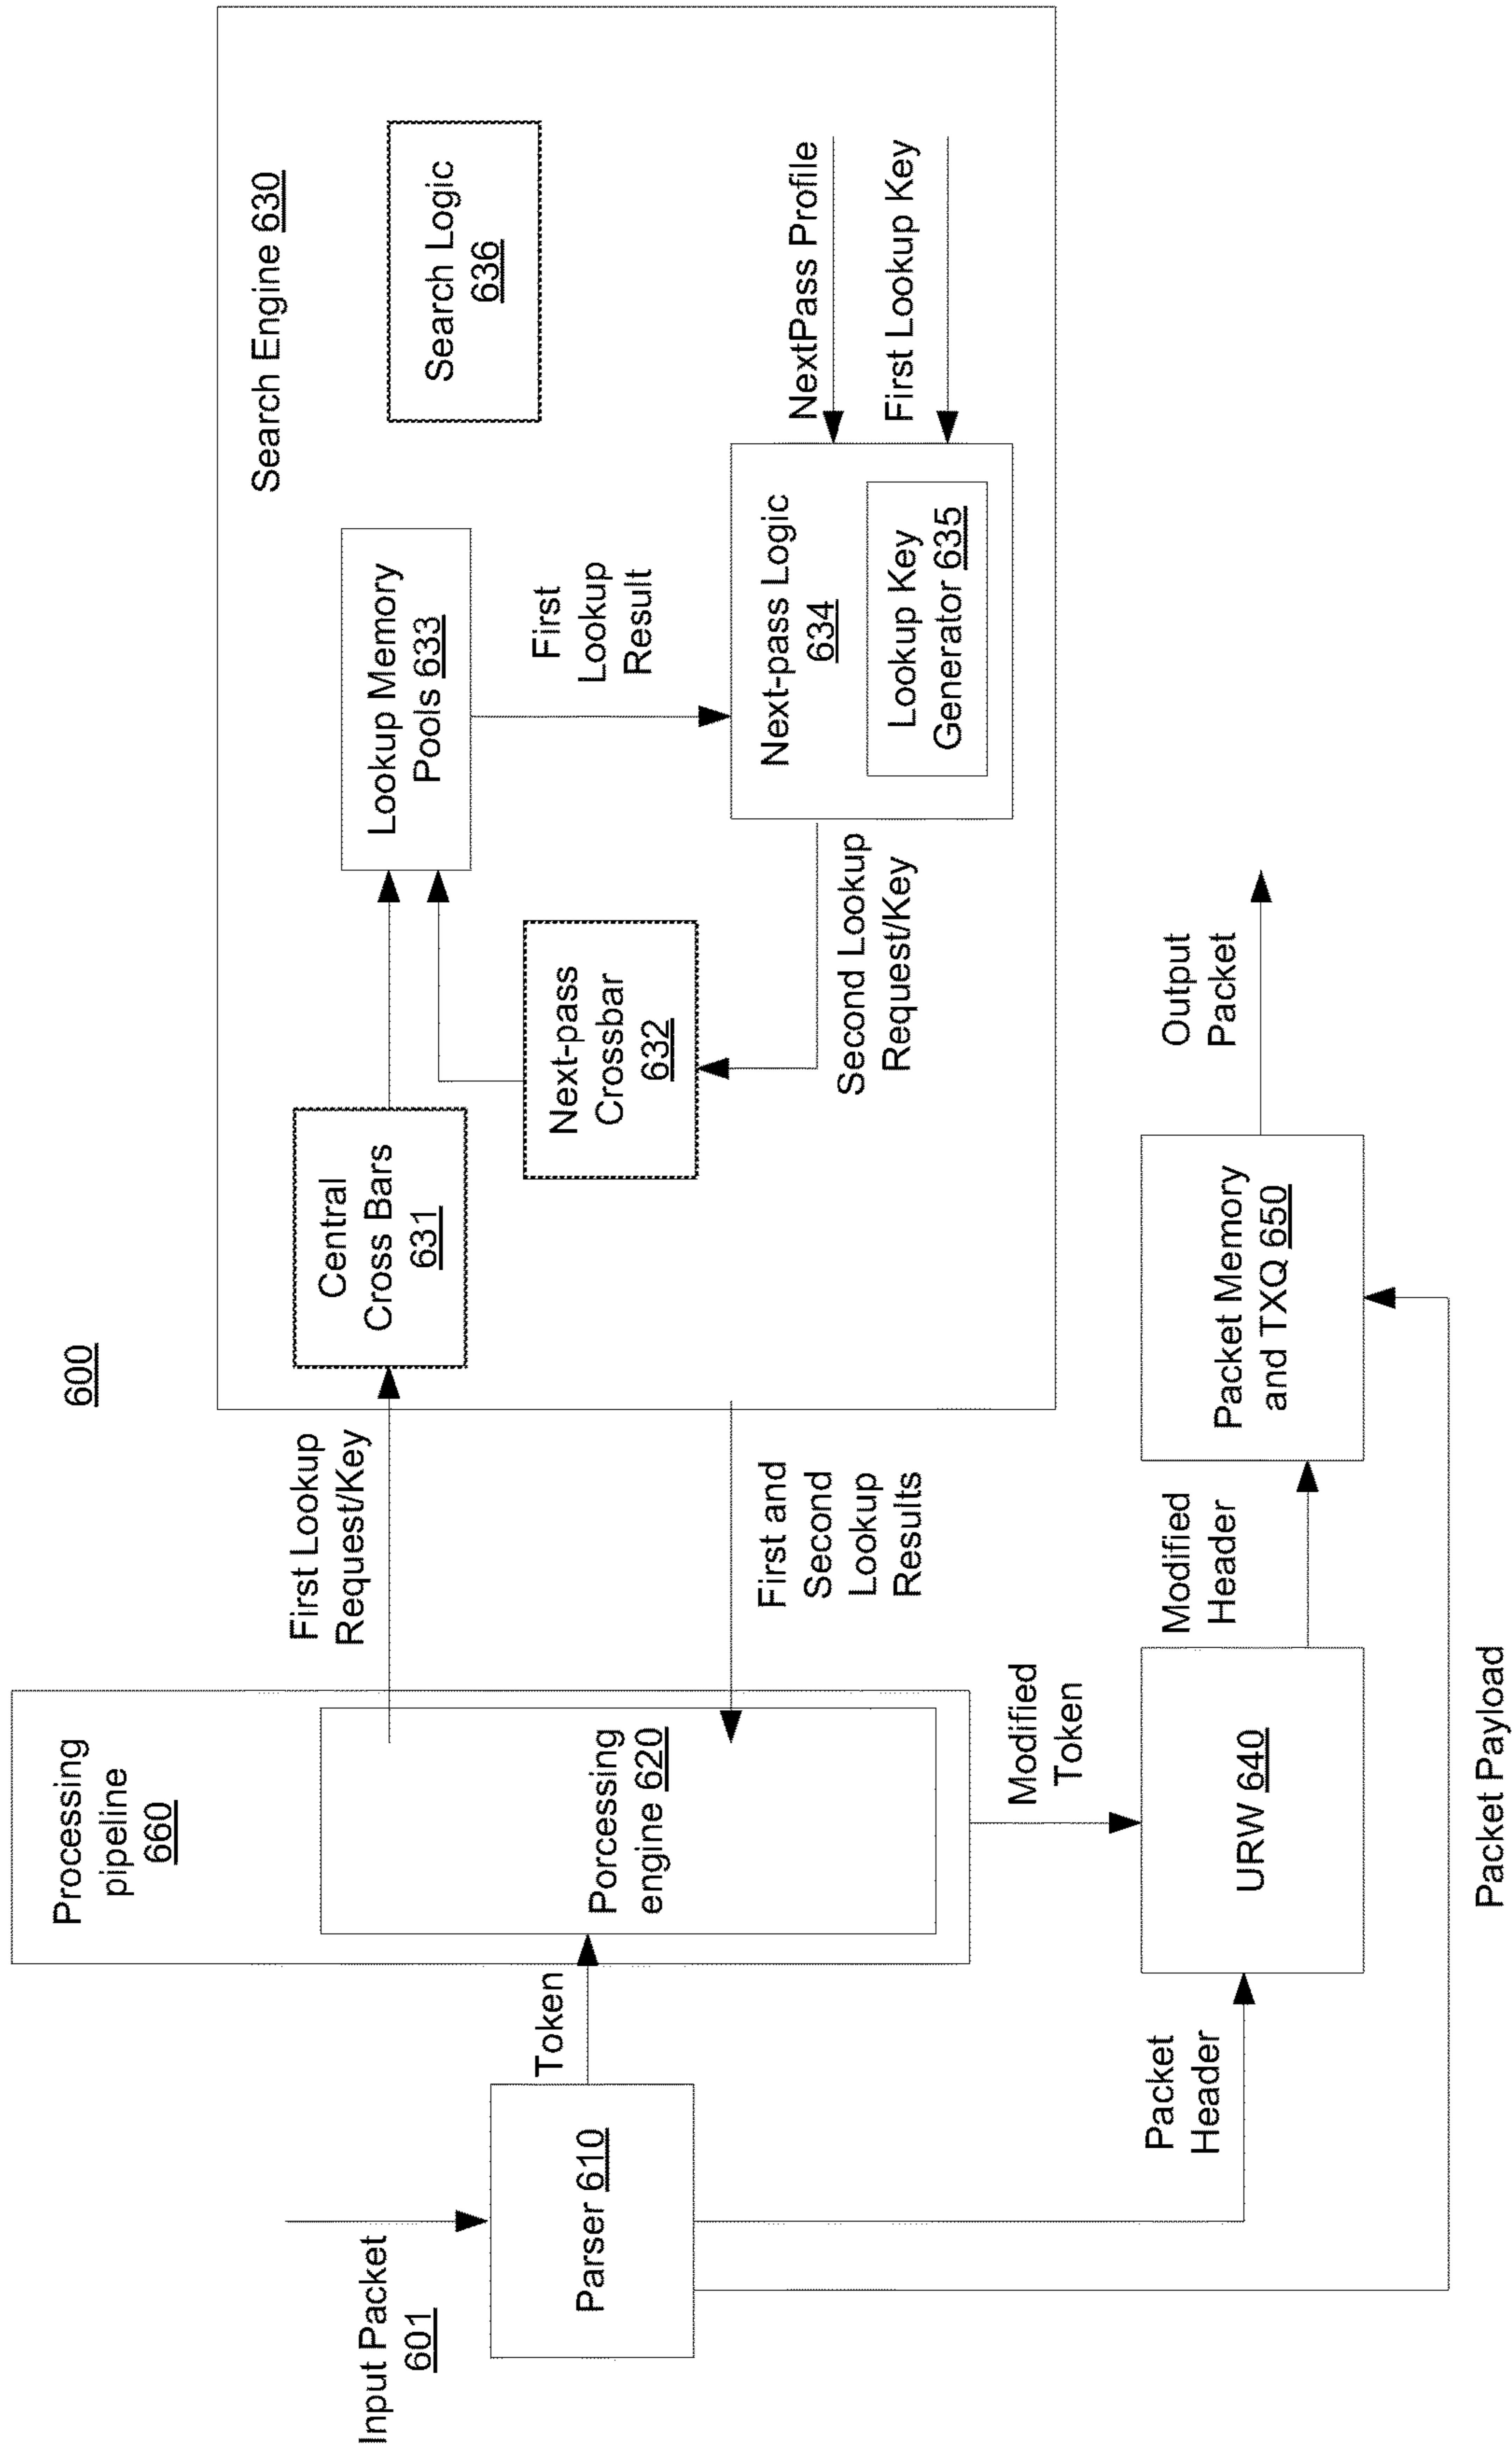 600
Search Engine 630
Processing
pipeline
660
First Lookup
Request/Key
Central
Cross Bars
631
Lookup Memory
Pools 633
Search Logic
636
Input Packet
601
Token
Porcessing
engine 620
Next-pass
Crossbar
632
First
Lookup
Result
Parser 610
First and
Second
Lookup
Results
Second Lookup
Request/Key
Next-pass Logic
634
Lookup Key
Generator 635
NextPass Profile
First Lookup Key
Modified
Token
Packet
Header
URW 640
Modified
Header
Packet Memory
and TXQ 650
Output
Packet
Packet Payload